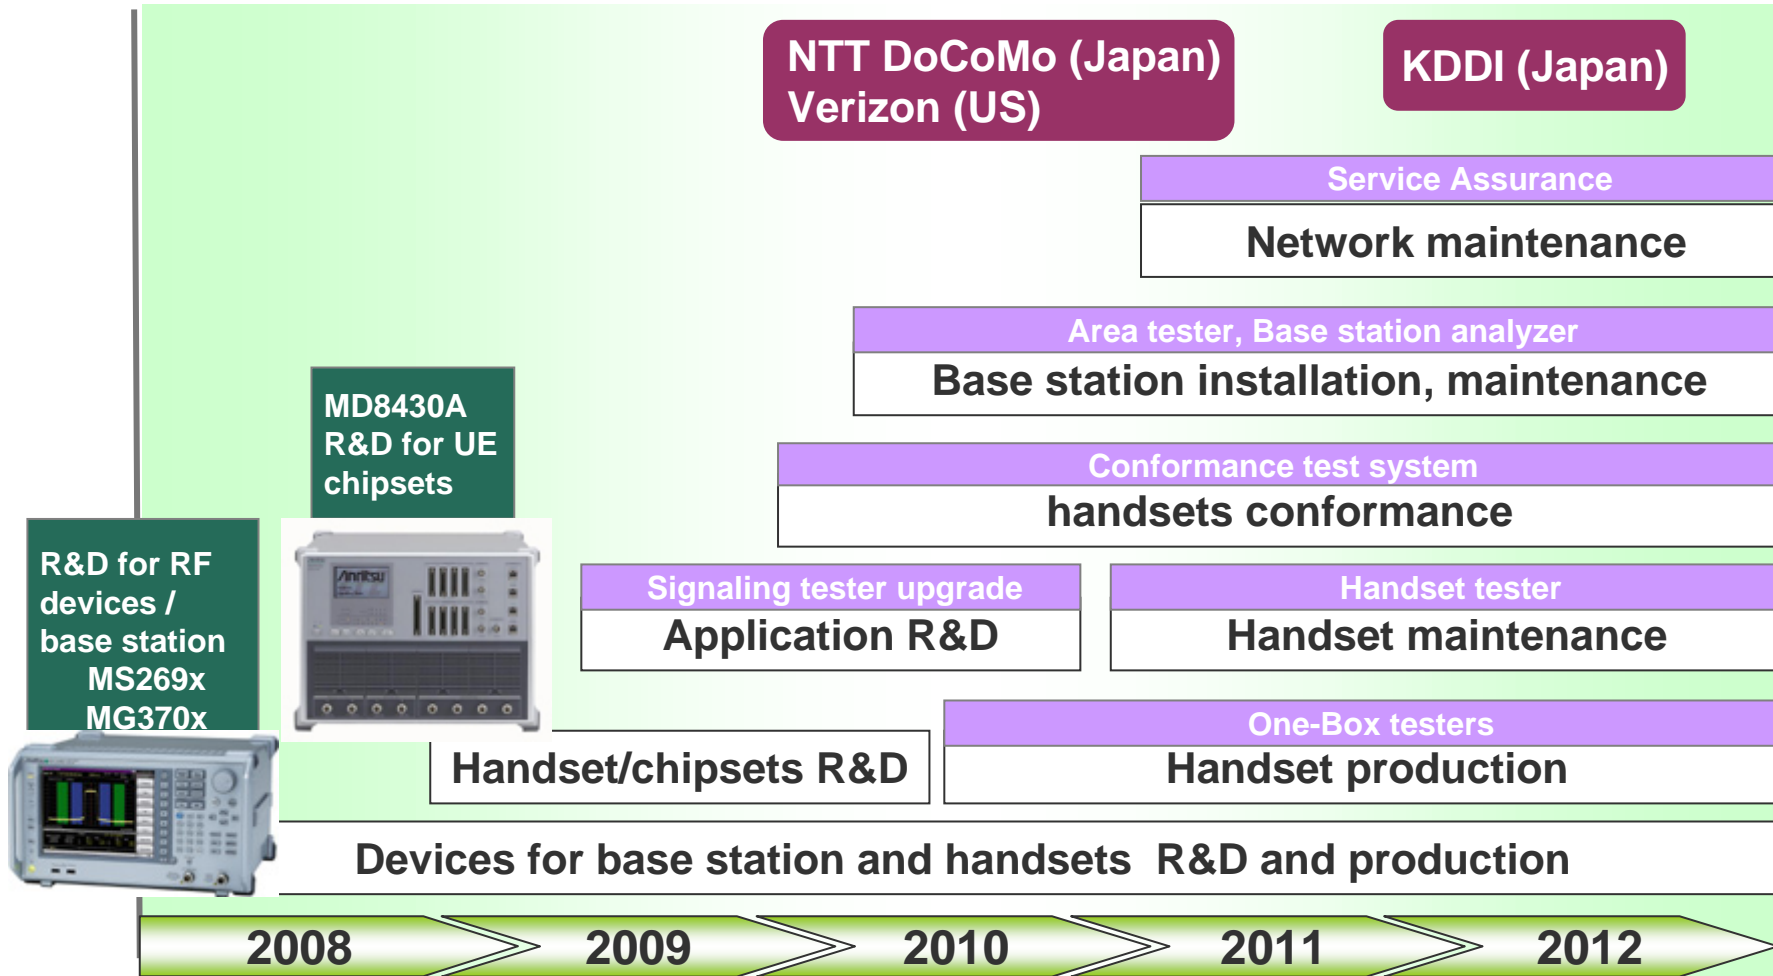 NTT DoCoMo (Japan)
Verizon (US)
KDDI (Japan)
Service Assurance
Network maintenance
Area tester, Base station analyzer
Base station installation, maintenance
MD8430A
R&D for UE
chipsets
Conformance test system
handsets conformance
R&D for RF
devices /
base station
MS269x
MG370x
Anritsu
Signaling tester upgrade
Application R&D
Handset tester
Handset maintenance
One-Box testers
Handset production
Handset/chipsets R&D
Devices for base station and handsets R&D and production
2008
2009
2010
2011
2012